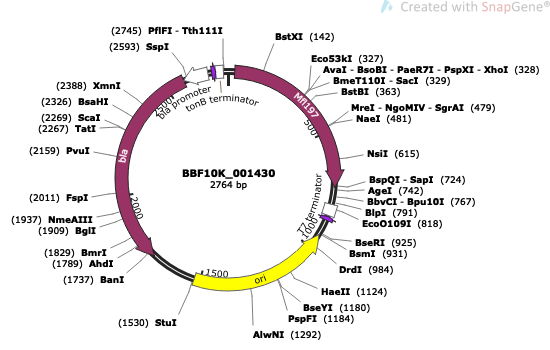 Created with SnapGene®
(2745) PflFI - Tth111I
(2593) SspI
BstXI (142)
Eco53kI (327)
AvaI - BsoBI - PaeR7I - PspXI - XhoI (328)
BmeT110I - SacI (329)
BstBI (363)
MreI - NgoMIV - SgrAI (479)
NaeI (481)
NsiI (615)
BspQI - SapI (724)
AgeI (742)
BbvCI - Bpu10I (767)
BlpI (791)
EcoO109I (818)
BseRI (925)
BsmI (931)
DrdI (984)
HaeII (1124)
BseYI (1180)
PspFI (1184)
AlwNI (1292)
(1530) StuI
(1737) BanI
(1789) AhdI
(1829) BmrI
(1909) BglI
(1937) NmeAIII
(2011) FspI
(2159) PvuI
(2267) TatI
(2269) ScaI
(2326) BsaHI
(2388) XmnI
BBF10K_001430
2764 bp
bla promoter
tonB terminator
Mfl197
T7 terminator
ori
bla
500
1000
1500
2000
2500